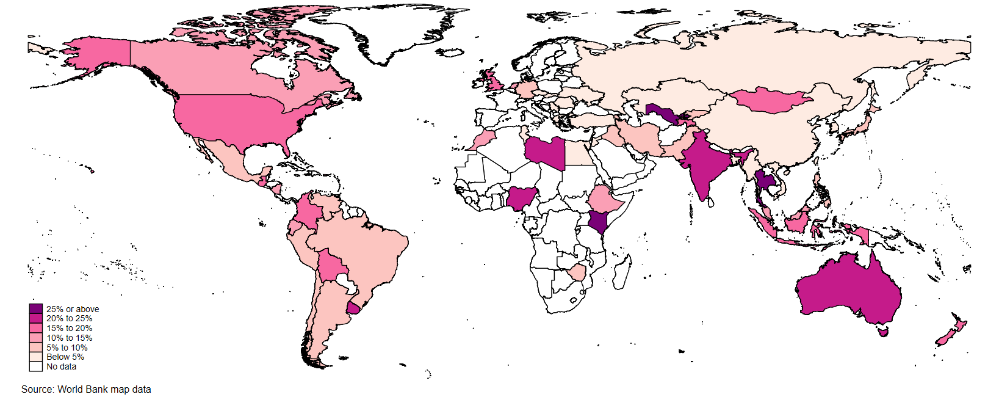 25% or above
20% to 25%
15% to 20%
10% to 15%
5% to 10%
Below 5%
No data
Source: World Bank map data